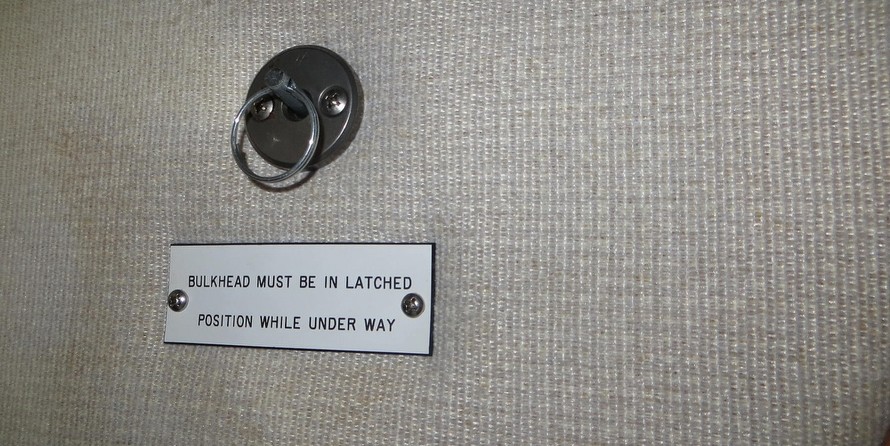 BULKHEAD MUST BE IN LATCHED
POSITION WHILE UNDER WAY